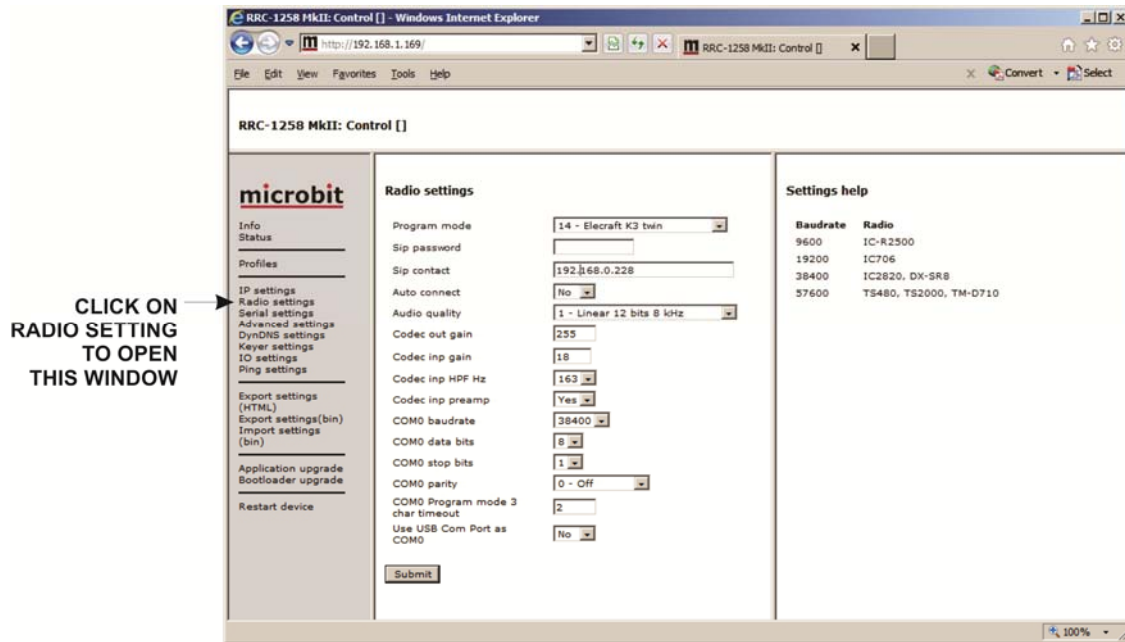 RRC-1258 MkII: Control [] - Windows Internet Explorer
http://192.168.1.169/
RRC-1258 MkII: Control []
File Edit View Favorites Tools Help
Convert Select
RRC-1258 MkII: Control []
CLICK ON
RADIO SETTING
TO OPEN
THIS WINDOW
microbit
Info
Status
Profiles
IP settings
Radio settings
Serial settings
Advanced settings
DynDNS settings
Keyer settings
IO settings
Ping settings
Export settings
(HTML)
Export settings(bin)
Import settings
(bin)
Application upgrade
Bootloader upgrade
Restart device
Radio settings
Program mode 14 - Elecraft K3 twin
Sip password
Sip contact 192.168.0.228
Auto connect No
Audio quality 1 - Linear 12 bits 8 kHz
Codec out gain 255
Codec inp gain 18
Codec inp HPF Hz 163
Codec inp preamp Yes
COM0 baudrate 38400
COM0 data bits 8
COM0 stop bits 1
COM0 parity 0 - Off
COM0 Program mode 3
char timeout 2
Use USB Com Port as
COM0 No
Submit
Settings help
Baudrate Radio
9600 IC-R2500
19200 IC706
38400 IC2820, DX-SR8
57600 TS480, TS2000, TM-D710
100%